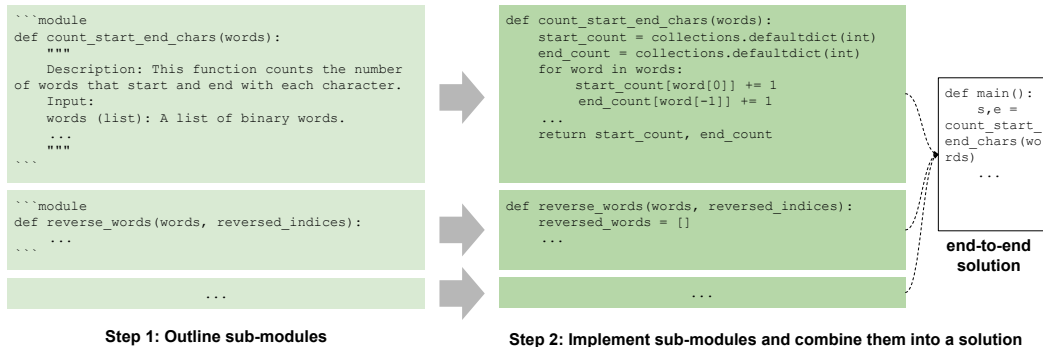 ```module
def count_start_end_chars(words):
    """
    Description: This function counts the number
of words that start and end with each character.
    Input:
    words (list): A list of binary words.
    ...
    """
```
```module
def reverse_words(words, reversed_indices):
    ...
```
...
Step 1: Outline sub-modules
def count_start_end_chars(words):
    start_count = collections.defaultdict(int)
    end_count = collections.defaultdict(int)
    for word in words:
        start_count[word[0]] += 1
        end_count[word[-1]] += 1
    ...
    return start_count, end_count
def reverse_words(words, reversed_indices):
    reversed_words = []
    ...
...
Step 2: Implement sub-modules and combine them into a solution
def main():
    s,e =
count_start_
end_chars(wo
rds)
    ...
end-to-end
solution